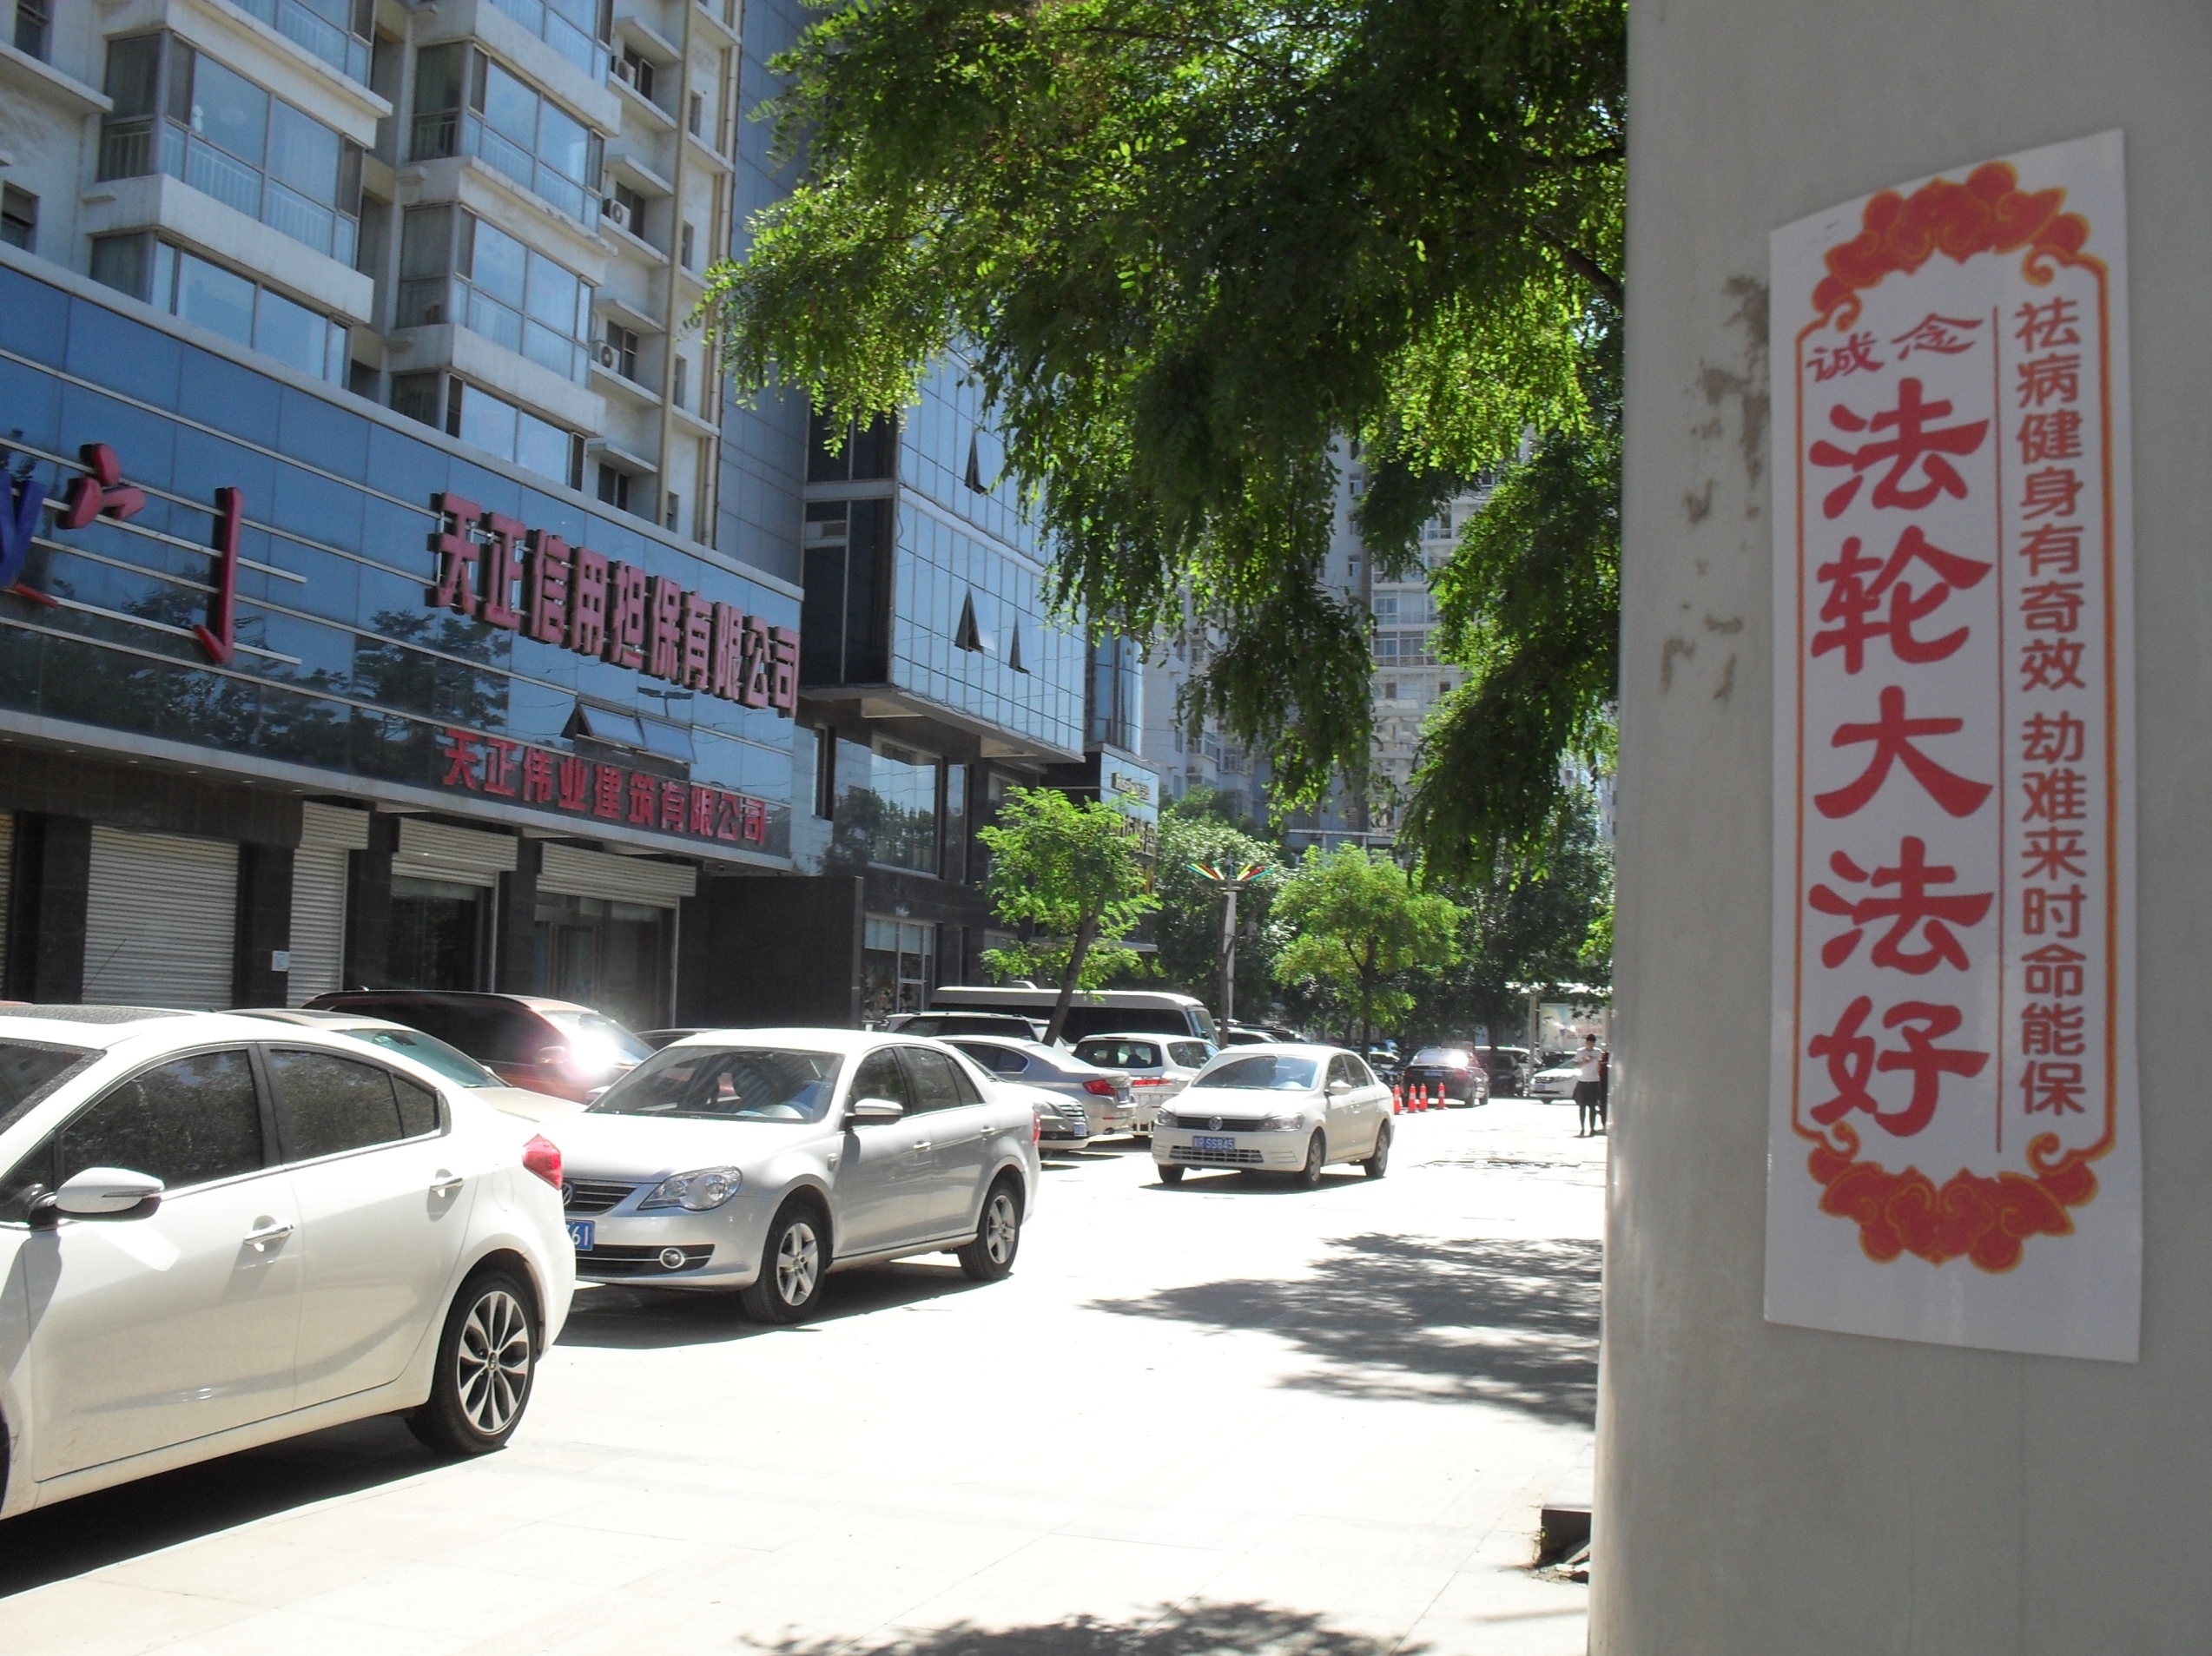 天正信用担保有限公司
天正伟业建筑有限公司
诚念
法轮大法好
祛病健身有奇效 劫难来时命能保